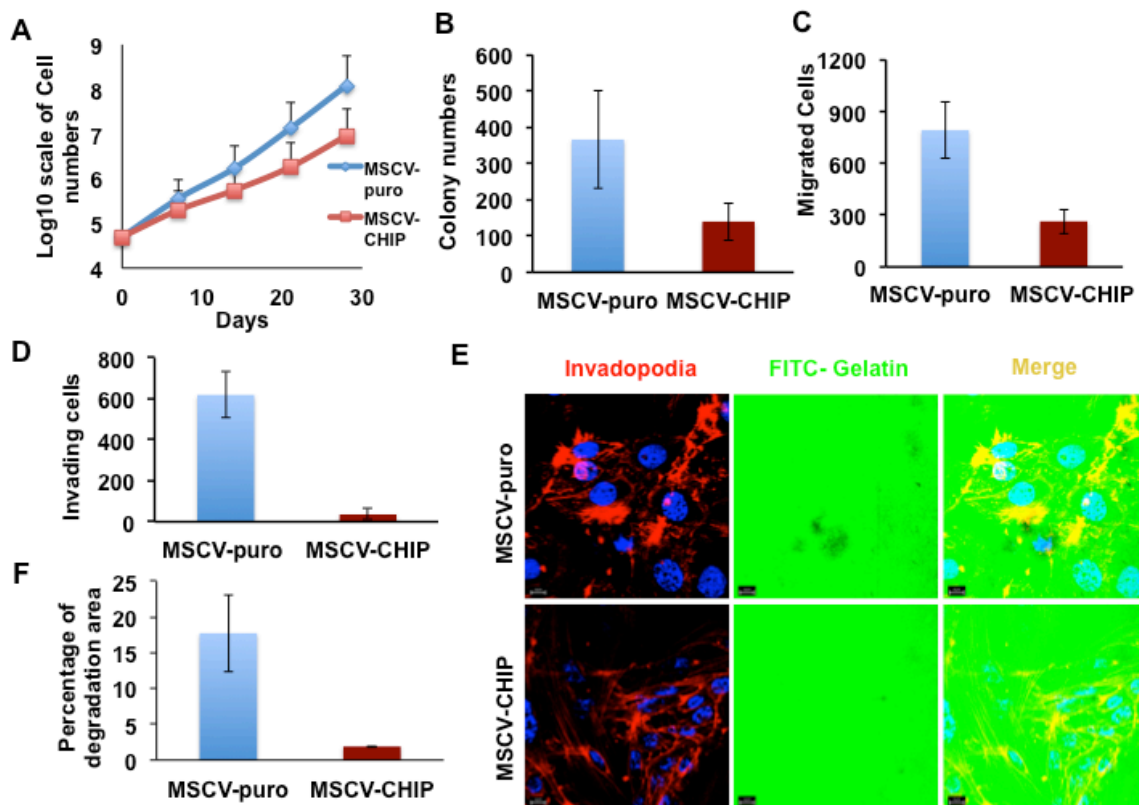 A
Log10 scale of Cell
numbers
9
8
7
6
5
4
0
10
20
30
Days
MSCV-
puro
MSCV-
CHIP
B
Colony numbers
600
500
400
300
200
100
0
MSCV-puro
MSCV-CHIP
C
Migrated Cells
1200
900
600
300
0
MSCV-puro
MSCV-CHIP
D
Invading cells
800
600
400
200
0
MSCV-puro
MSCV-CHIP
E
Invadopodia
FITC- Gelatin
Merge
MSCV-puro
MSCV-CHIP
F
Percentage of
degradation area
25
20
15
10
5
0
MSCV-puro
MSCV-CHIP